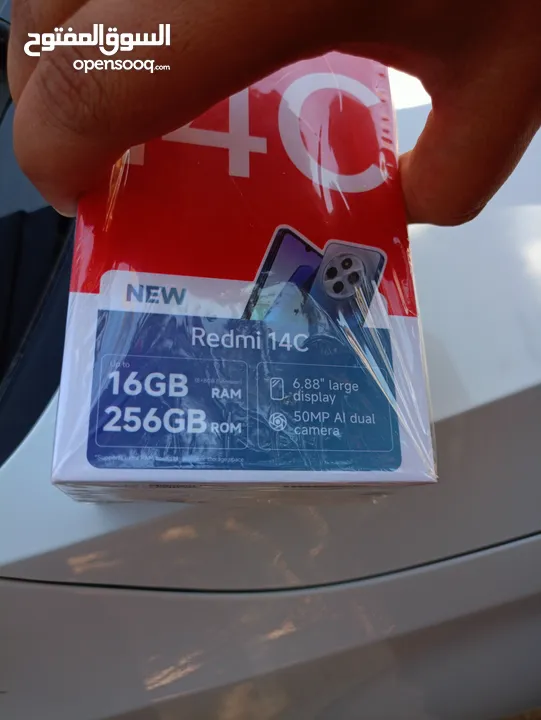 السوق المفتوح
opensooq.com
14C
NEW
Redmi 14C
Up to
16GB RAM
256GB ROM
6.88" large
display
50MP AI dual
camera